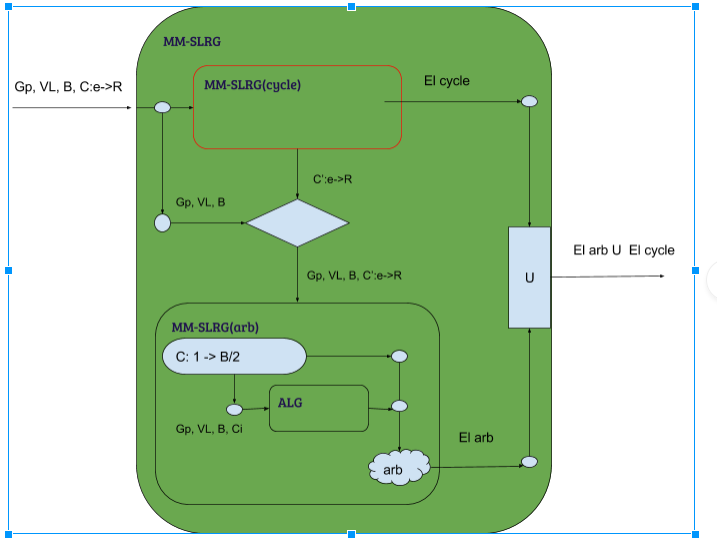 MM-SLRG
Gp, VL, B, C:e->R
MM-SLRG(cycle)
El cycle
C':e->R
Gp, VL, B
El arb U  El cycle
U
Gp, VL, B, C':e->R
MM-SLRG(arb)
C: 1 -> B/2
ALG
Gp, VL, B, Ci
El arb
arb